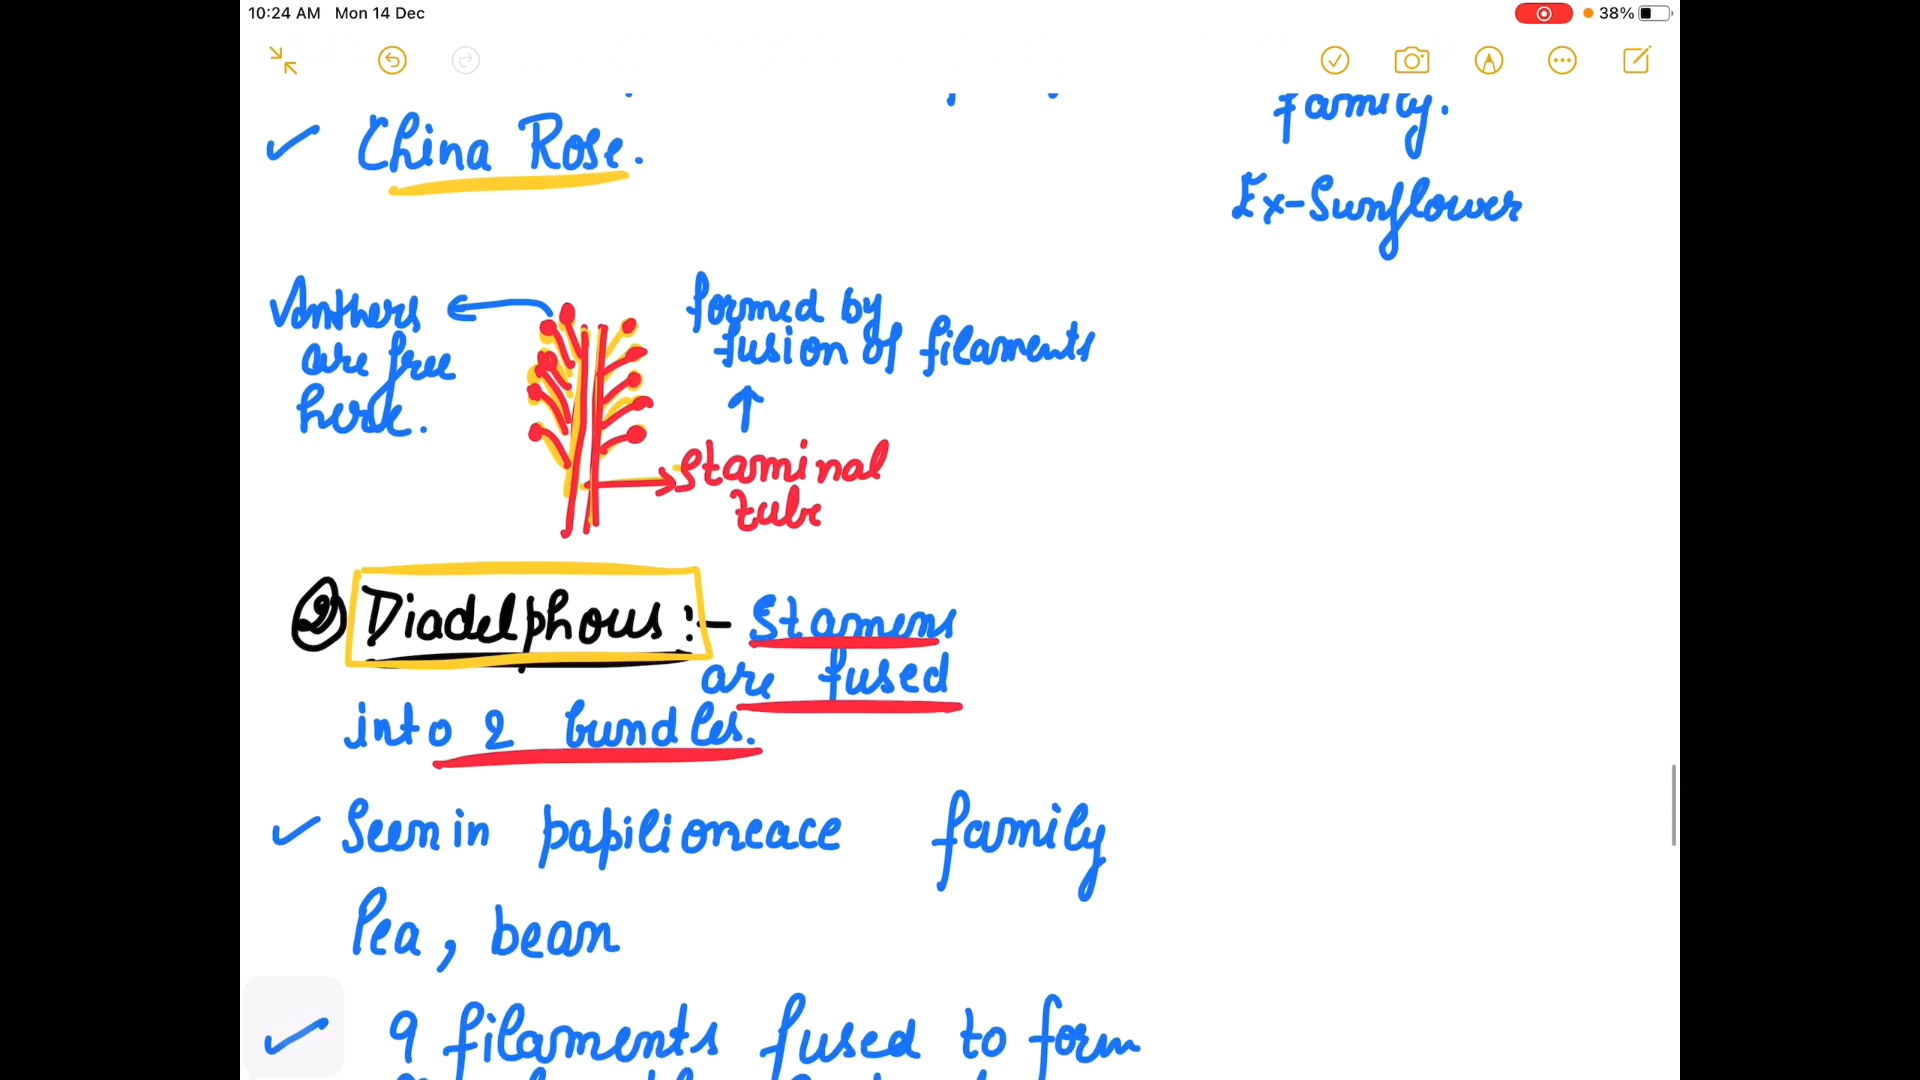 10:24 AM Mon 14 Dec
38%
family.
China Rose.
Ex-Sunflower
Anthers
are free
here.
formed by
fusion of filaments
staminal
tube
② Diadelphous :- Stamens
are fused
into 2 bundles.
Seen in papilioneace family
Pea, bean
9 filaments fused to form